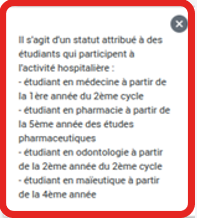 Il s'agit d'un statut attribué à des
étudiants qui participent à
l'activité hospitalière :
- étudiant en médecine à partir de
la 1ère année du 2ème cycle
- étudiant en pharmacie à partir de
la 5ème année des études
pharmaceutiques
- étudiant en odontologie à partir
de la 2ème année du 2ème cycle
- étudiant en maïeutique à partir
de la 4ème année